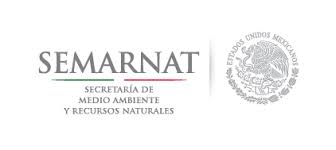 SEMARNAT
SECRETARÍA DE
MEDIO AMBIENTE
Y RECURSOS NATURALES
ESTADOS UNIDOS MEXICANOS